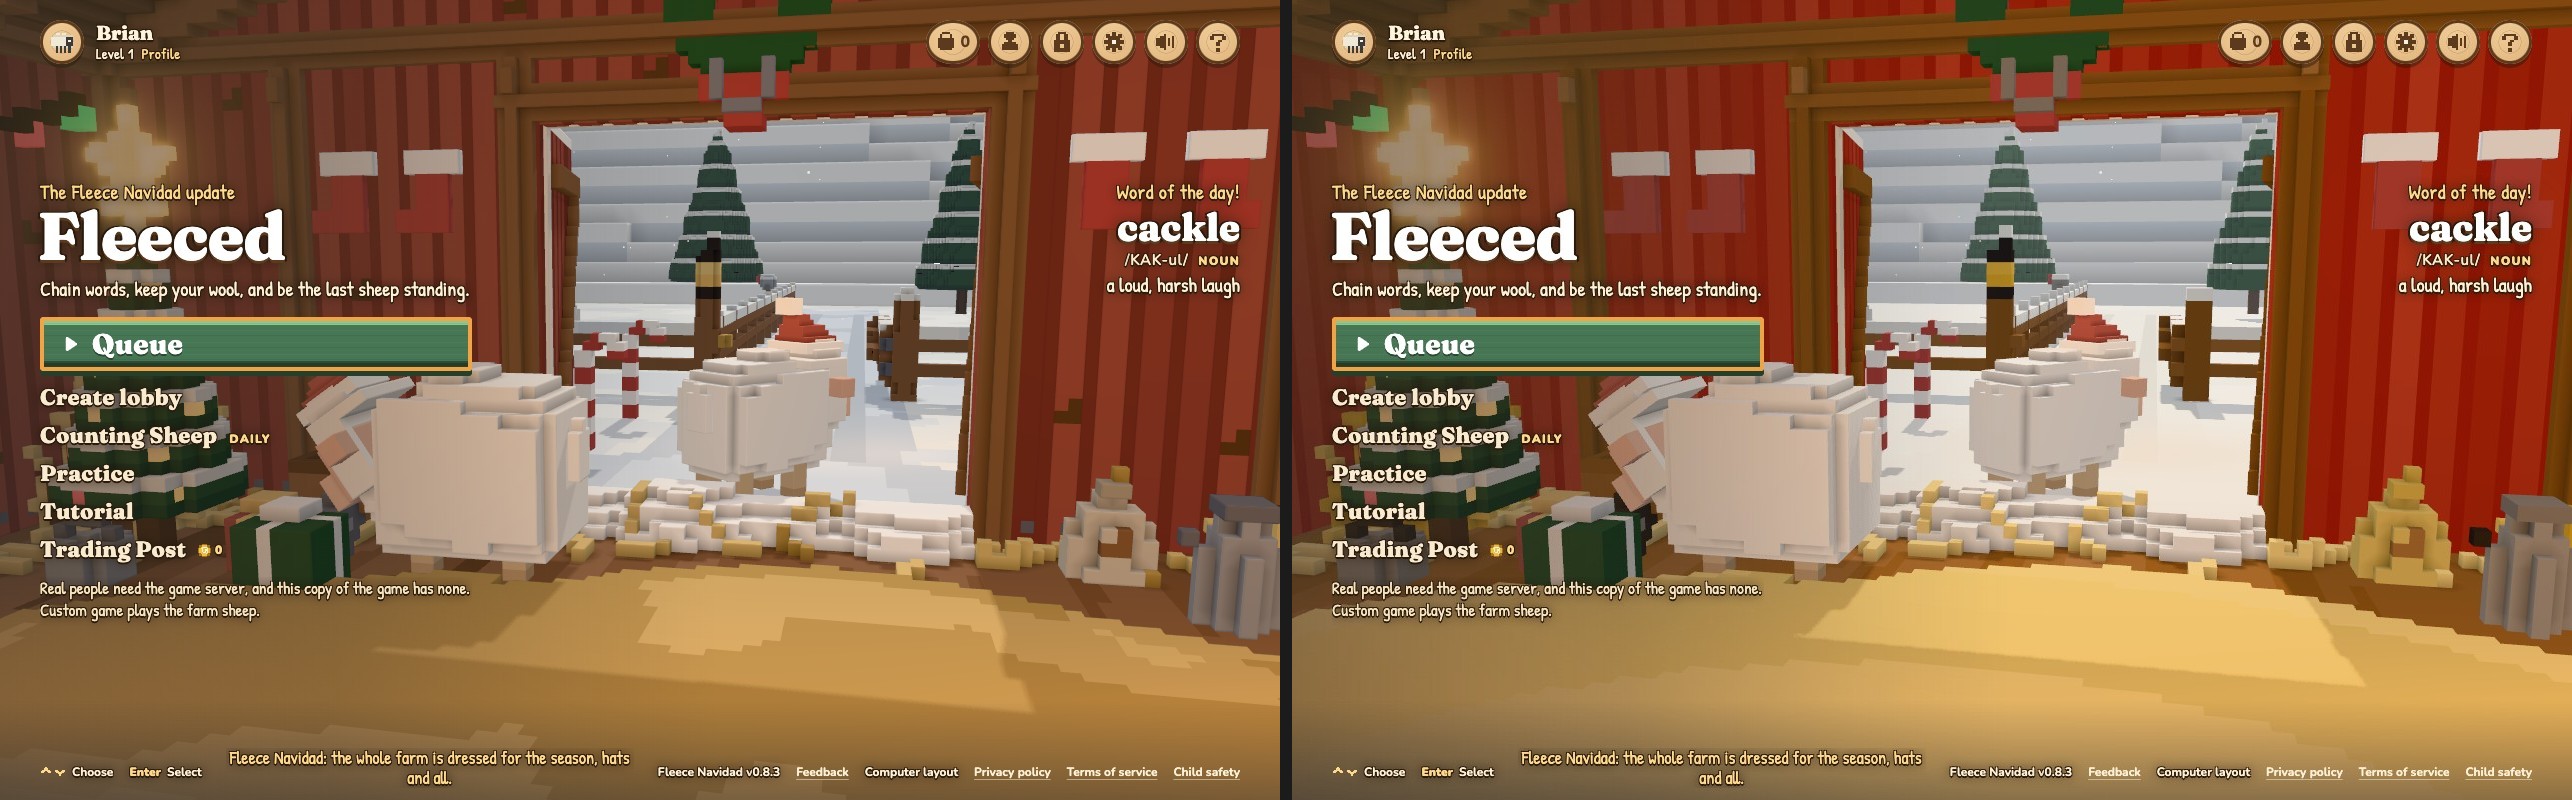 Brian
Level 1 Profile
0
The Fleece Navidad update
Fleeced
Chain words, keep your wool, and be the last sheep standing.
Queue
Create lobby
Counting Sheep DAILY
Practice
Tutorial
Trading Post 0
Real people need the game server, and this copy of the game has none.
Custom game plays the farm sheep.
Word of the day!
cackle
/KAK-ul/ NOUN
a loud, harsh laugh
Choose Enter Select
Fleece Navidad: the whole farm is dressed for the season, hats
and all.
Fleece Navidad v0.8.3 Feedback Computer layout Privacy policy Terms of service Child safety
Brian
Level 1 Profile
0
The Fleece Navidad update
Fleeced
Chain words, keep your wool, and be the last sheep standing.
Queue
Create lobby
Counting Sheep DAILY
Practice
Tutorial
Trading Post 0
Real people need the game server, and this copy of the game has none.
Custom game plays the farm sheep.
Word of the day!
cackle
/KAK-ul/ NOUN
a loud, harsh laugh
Choose Enter Select
Fleece Navidad: the whole farm is dressed for the season, hats
and all.
Fleece Navidad v0.8.3 Feedback Computer layout Privacy policy Terms of service Child safety